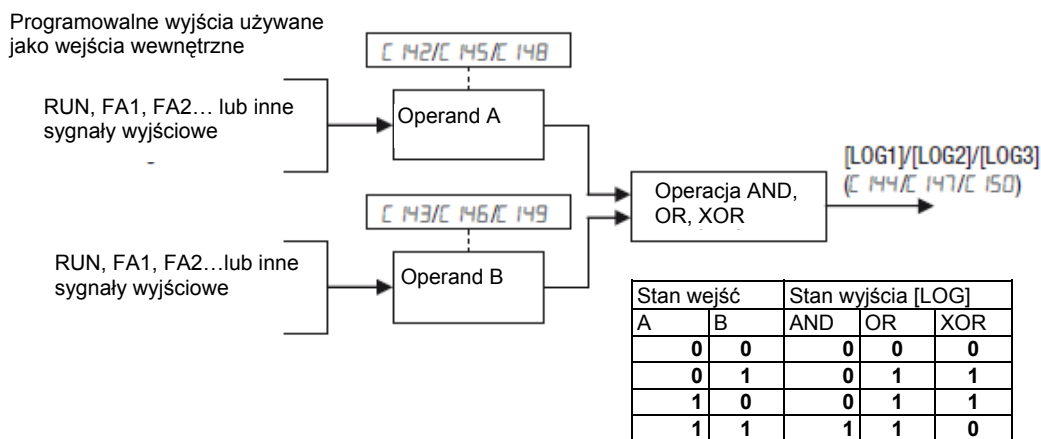 Programowalne wyjścia używane
jako wejścia wewnętrzne
C 142/C 145/C 148
RUN, FA1, FA2… lub inne
sygnały wyjściowe
Operand A
[LOG1]/[LOG2]/[LOG3]
(C 144/C 147/C 150)
Operacja AND,
OR, XOR
C 143/C 146/C 149
RUN, FA1, FA2…lub inne
sygnały wyjściowe
Operand B
Stan wejść Stan wyjścia [LOG]
A B AND OR XOR
0 0 0 0 0
0 1 0 1 1
1 0 0 1 1
1 1 1 1 0